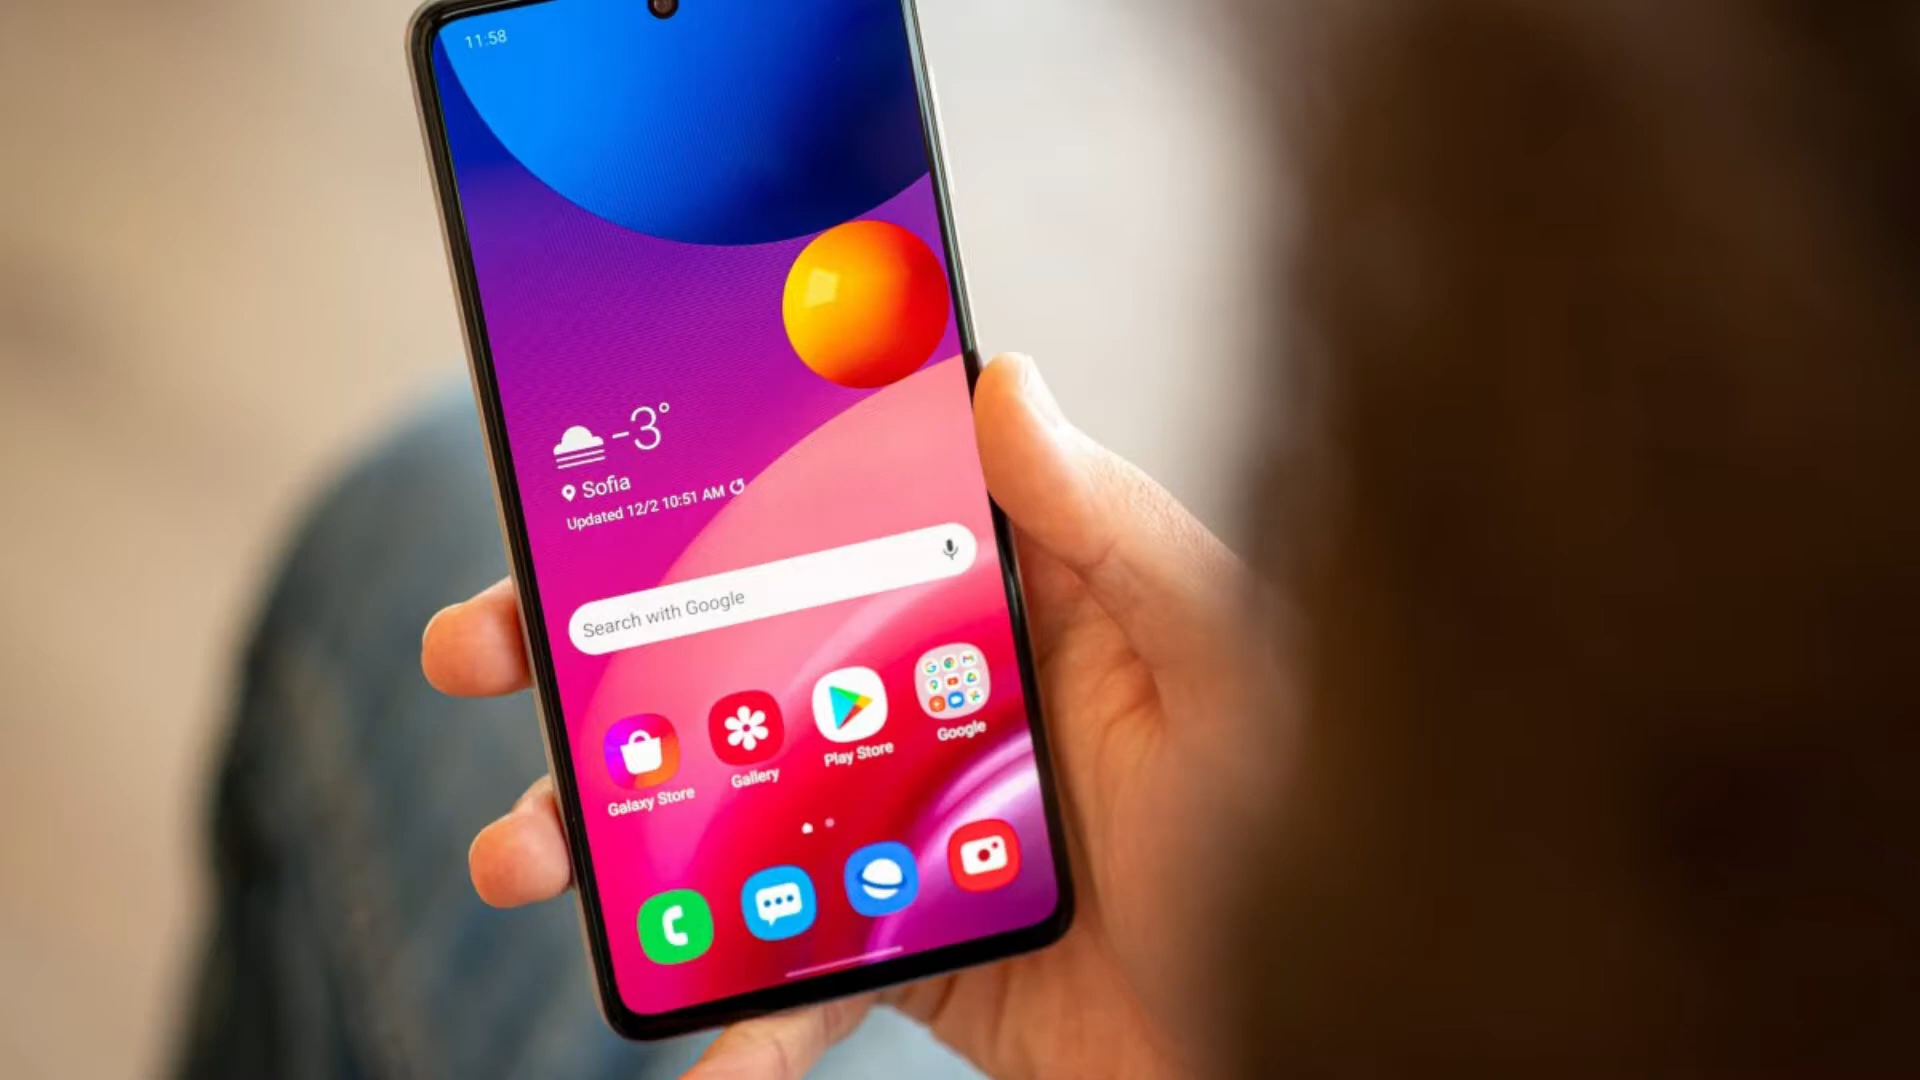 11:58
-3°
Sofia
Updated 12/2 10:51 AM
Search with Google
Galaxy Store
Gallery
Play Store
Google